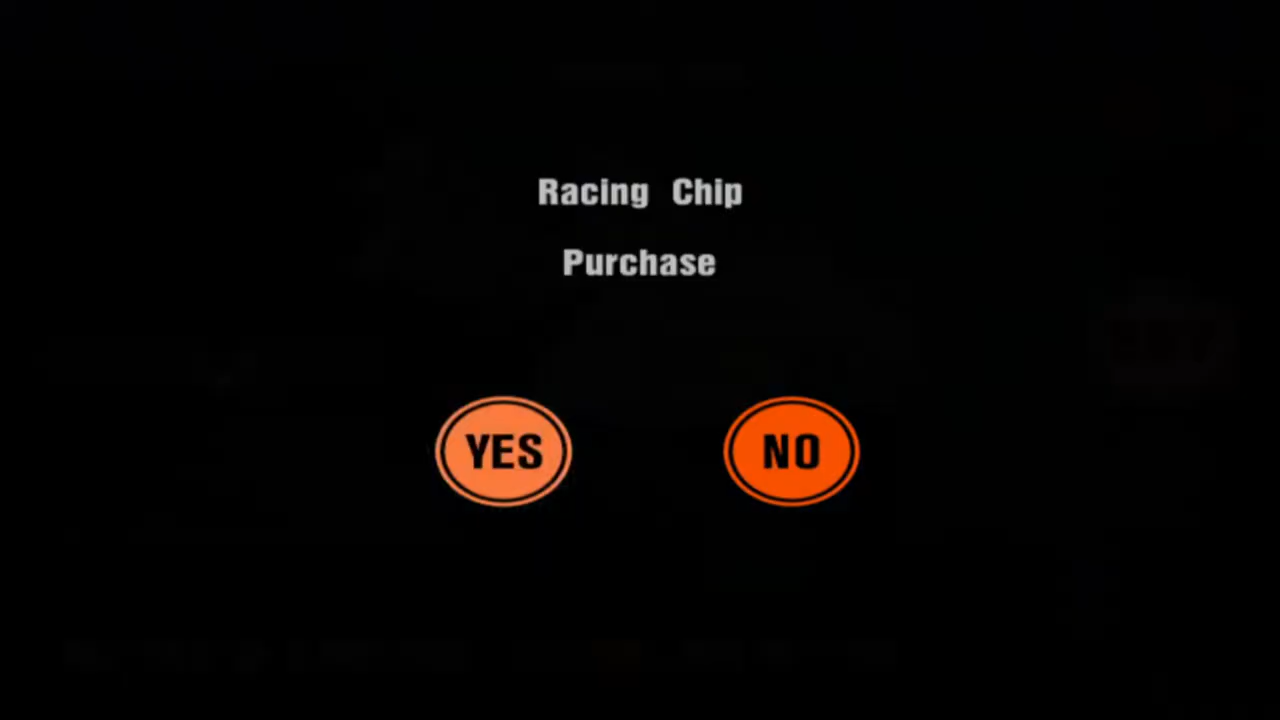 Racing Chip
Purchase
YES NO